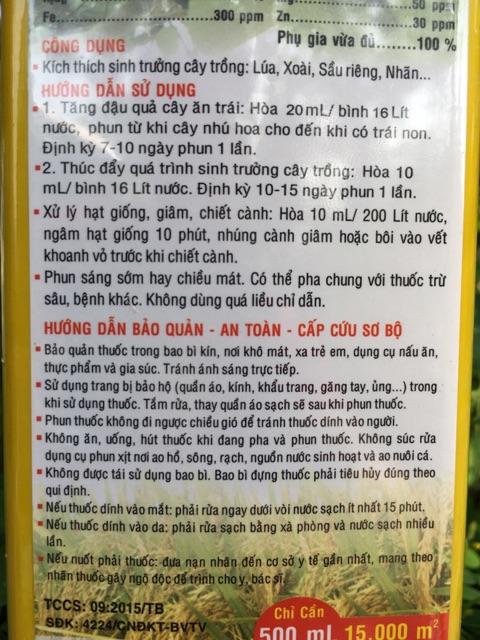 50 ppm
Fe 300 ppm Zn 30 ppm
Phụ gia vừa đủ 100 %
CÔNG DỤNG
Kích thích sinh trưởng cây trồng: Lúa, Xoài, Sầu riêng, Nhãn...
HƯỚNG DẪN SỬ DỤNG
1. Tăng đậu quả cây ăn trái: Hòa 20mL/ bình 16 Lít
nước, phun từ khi cây nhú hoa cho đến khi có trái non.
Định kỳ 7-10 ngày phun 1 lần.
2. Thúc đẩy quá trình sinh trưởng cây trồng: Hòa 10
mL/ bình 16 Lít nước. Định kỳ 10-15 ngày phun 1 lần.
Xử lý hạt giống, giâm, chiết cành: Hòa 10 mL/ 200 Lít nước,
ngâm hạt giống 10 phút, nhúng cành giâm hoặc bôi vào vết
khoanh vỏ trước khi chiết cành.
Phun sáng sớm hay chiều mát. Có thể pha chung với thuốc trừ
sâu, bệnh khác. Không dùng quá liều chỉ dẫn.
HƯỚNG DẪN BẢO QUẢN - AN TOÀN - CẤP CỨU SƠ BỘ
Bảo quản thuốc trong bao bì kín, nơi khô mát, xa trẻ em, dụng cụ nấu ăn,
thực phẩm và gia súc. Tránh ánh sáng trực tiếp.
Sử dụng trang bị bảo hộ (quần áo, kính, khẩu trang, găng tay, ủng...) trong
khi sử dụng thuốc. Tắm rửa, thay quần áo sạch sẽ sau khi phun thuốc.
Phun thuốc không đi ngược chiều gió để tránh thuốc dính vào người.
Không ăn, uống, hút thuốc khi đang pha và phun thuốc. Không súc rửa
dụng cụ phun xịt nơi ao hồ, sông, rạch, nguồn nước sinh hoạt và ao nuôi cá.
Không được tái sử dụng bao bì. Bao bì đựng thuốc phải tiêu hủy đúng theo
qui định.
Nếu thuốc dính vào mắt: phải rửa ngay dưới vòi nước sạch ít nhất 15 phút.
Nếu thuốc dính vào da: phải rửa sạch bằng xà phòng và nước sạch nhiều
lần.
Nếu nuốt phải thuốc: đưa nạn nhân đến cơ sở y tế gần nhất, mang theo
nhãn thuốc gây ngộ độc để trình cho y, bác sĩ.
TCCS: 09:2015/TB
SĐK: 4224/CNĐKT-BVTV
Chỉ Cần
500 ml 15.000 m²